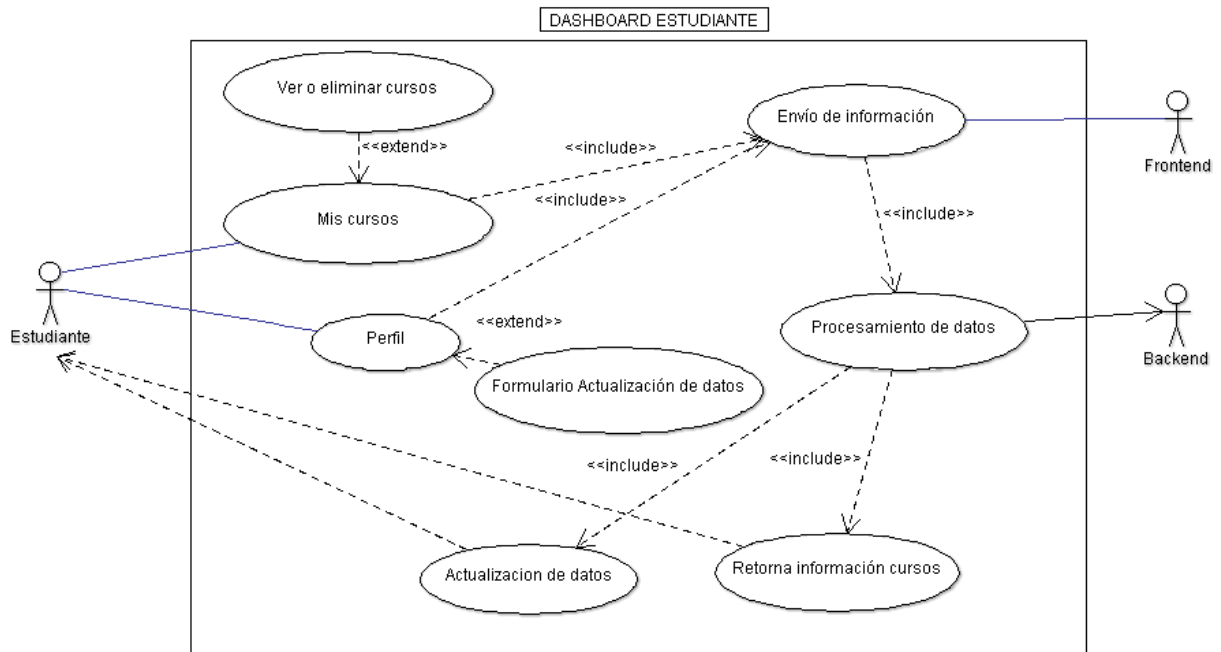 DASHBOARD ESTUDIANTE
Ver o eliminar cursos
Envío de información
Frontend
<<extend>>
<<include>>
<<include>>
<<include>>
Mis cursos
Estudiante
Perfil
<<extend>>
Procesamiento de datos
Backend
Formulario Actualización de datos
<<include>>
<<include>>
Actualizacion de datos
Retorna información cursos